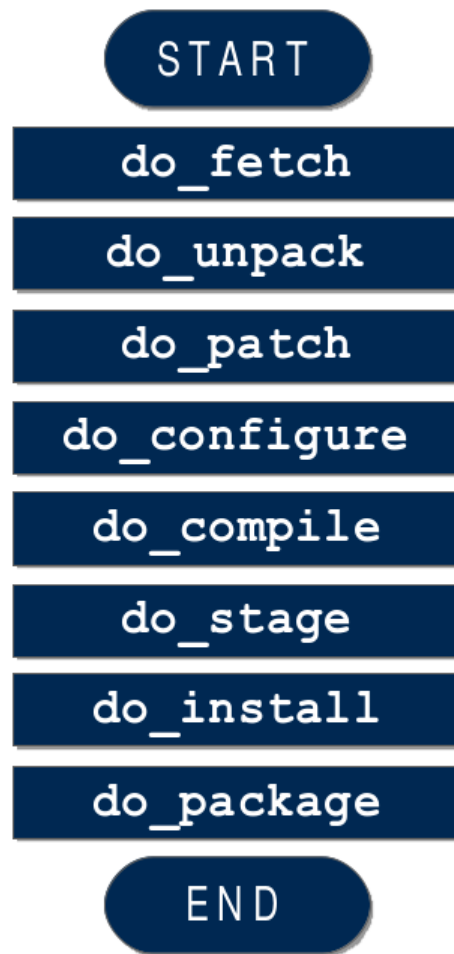 START
do_fetch
do_unpack
do_patch
do_configure
do_compile
do_stage
do_install
do_package
END